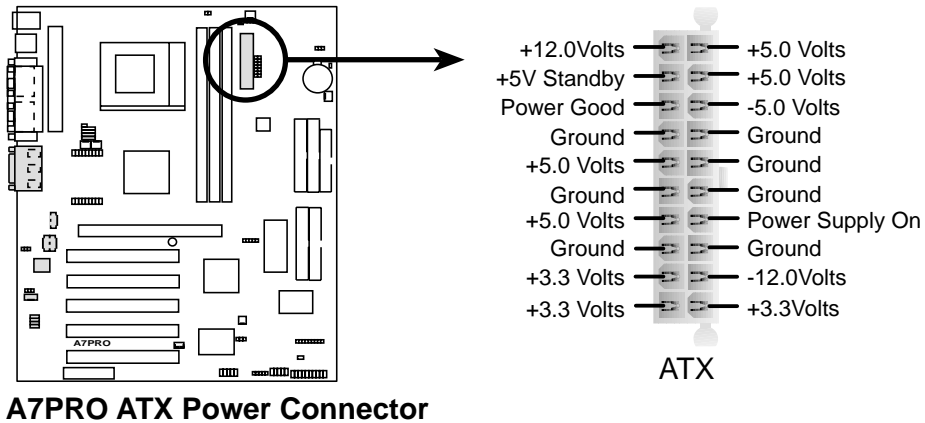 +12.0Volts
+5V Standby
Power Good
Ground
+5.0 Volts
Ground
+5.0 Volts
Ground
+3.3 Volts
+3.3 Volts
+5.0 Volts
+5.0 Volts
-5.0 Volts
Ground
Ground
Ground
Power Supply On
Ground
-12.0Volts
+3.3Volts
ATX
A7PRO
A7PRO ATX Power Connector